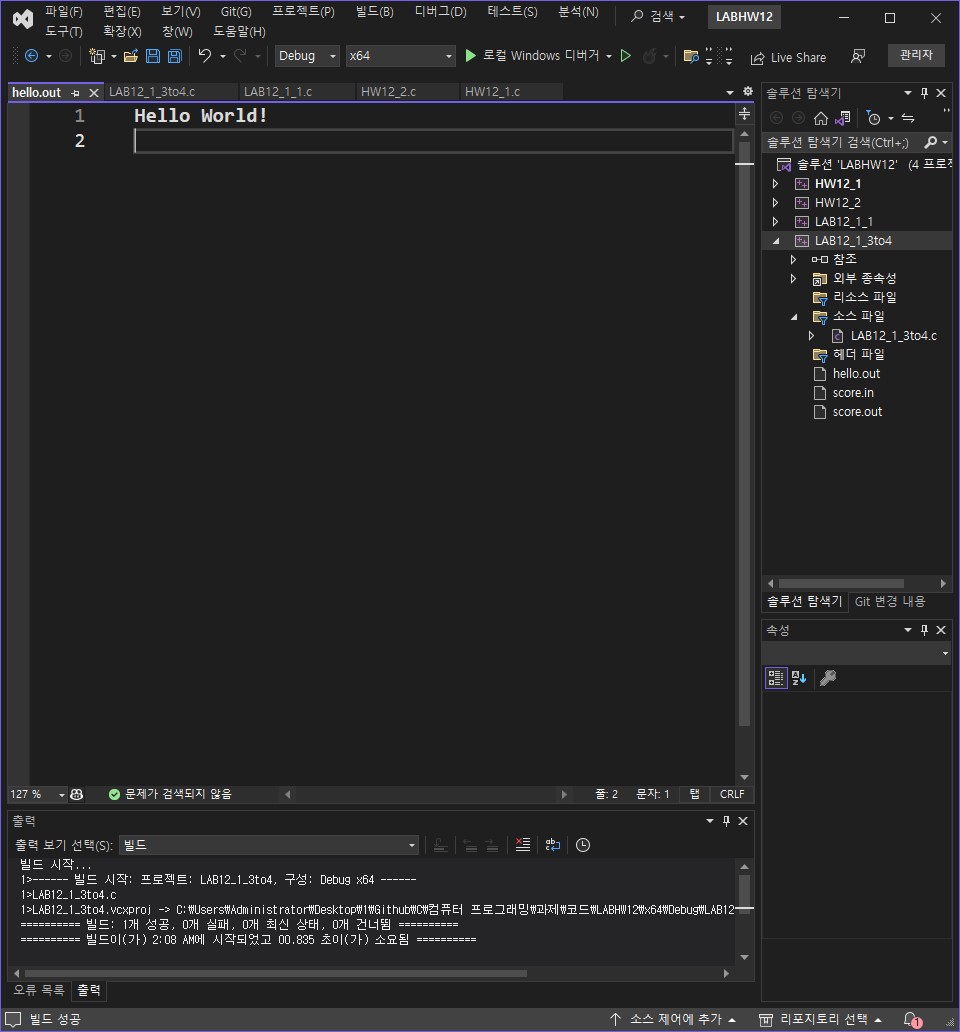 파일(F) 편집(E) 보기(V) Git(G) 프로젝트(P) 빌드(B) 디버그(D) 테스트(S) 분석(N) 검색 LABHW12
도구(T) 확장(X) 창(W) 도움말(H)
Debug x64 로컬 Windows 디버거 Live Share 관리자
hello.out LAB12_1_3to4.c LAB12_1_1.c HW12_2.c HW12_1.c
1 Hello World!
2
127 % 문제가 검색되지 않음 줄: 2 문자: 1 탭 CRLF
출력
출력 보기 선택(S): 빌드
빌드 시작...
1>------ 빌드 시작: 프로젝트: LAB12_1_3to4, 구성: Debug x64 ------
1>LAB12_1_3to4.c
1>LAB12_1_3to4.vcxproj -> C:₩Users₩Administrator₩Desktop₩1₩Github₩C₩컴퓨터 프로그래밍₩과제₩코드₩LABHW12₩x64₩Debug₩LAB12
========== 빌드: 1개 성공, 0개 실패, 0개 최신 상태, 0개 건너뜀 ==========
========== 빌드이(가) 2:08 AM에 시작되었고 00.835 초이(가) 소요됨 ==========
오류 목록 출력
솔루션 탐색기
솔루션 탐색기 검색(Ctrl+;)
솔루션 'LABHW12' (4 프로젝
HW12_1
HW12_2
LAB12_1_1
LAB12_1_3to4
참조
외부 종속성
리소스 파일
소스 파일
LAB12_1_3to4.c
헤더 파일
hello.out
score.in
score.out
솔루션 탐색기 Git 변경 내용
속성
빌드 성공 소스 제어에 추가 리포지토리 선택 1